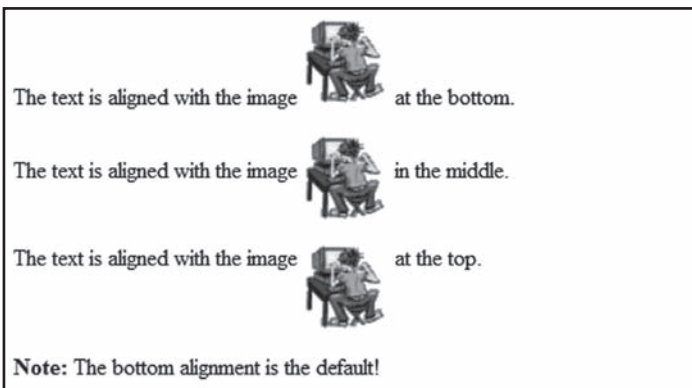 The text is aligned with the image at the bottom.
The text is aligned with the image in the middle.
The text is aligned with the image at the top.
Note: The bottom alignment is the default!